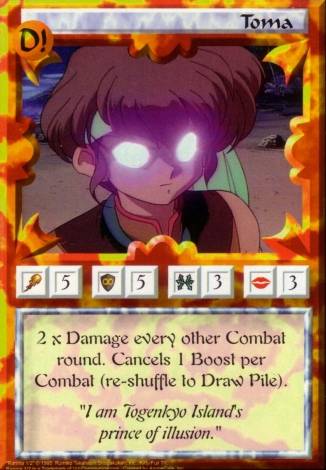 Toma
D!
5
5
3
3
2 x Damage every other Combat
round. Cancels 1 Boost per
Combat (re-shuffle to Draw Pile).
"I am Togenkyo Island's
prince of illusion."